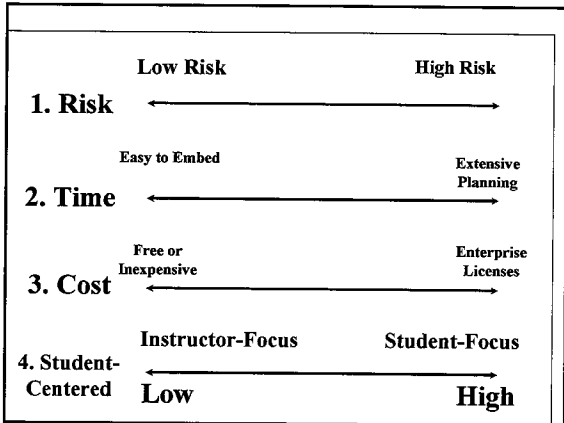 Low Risk High Risk
1. Risk
Easy to Embed Extensive
Planning
2. Time
Free or Enterprise
Inexpensive Licenses
3. Cost
Instructor-Focus Student-Focus
4. Student-
Centered
Low High